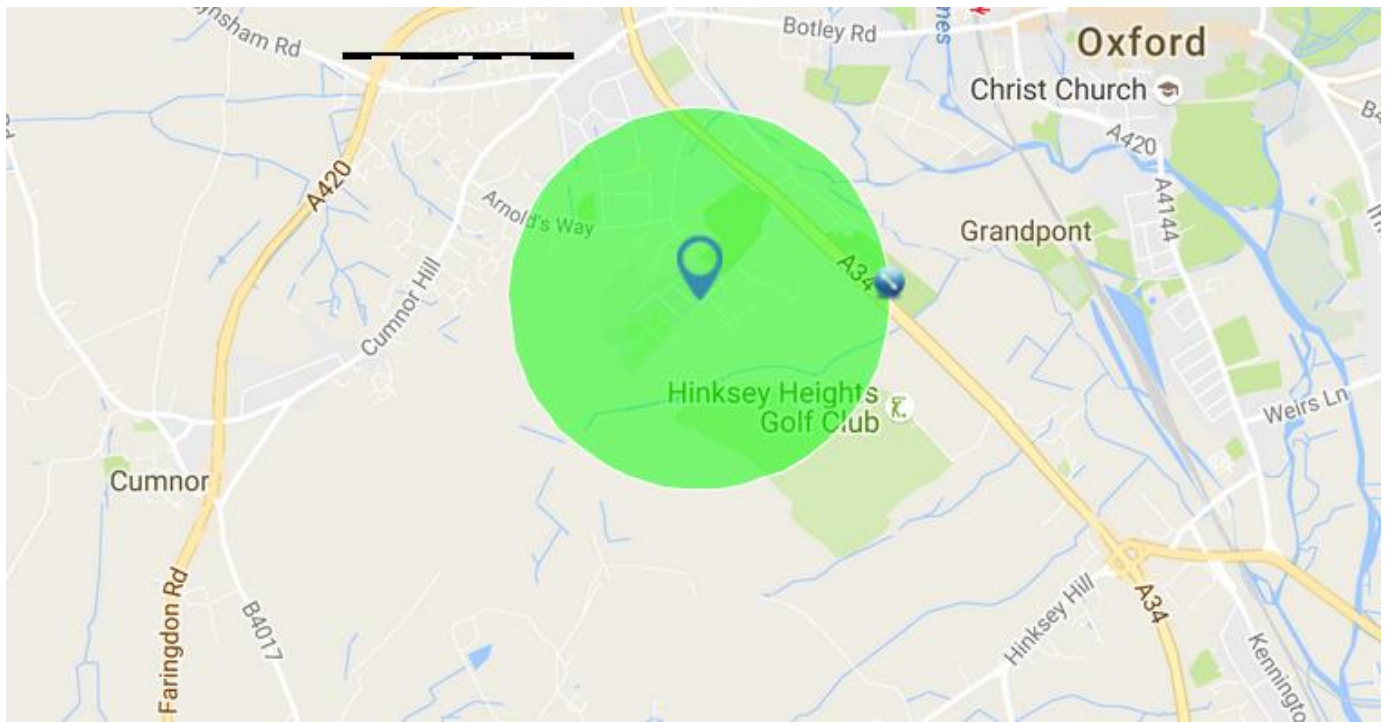 Botley Rd
Oxford
Christ Church
A420
A420
A4144
Arnold's Way
Grandpont
A34
Cumnor Hill
Hinksey Heights
Golf Club
Weirs Ln
Cumnor
Faringdon Rd
B4017
Hinksey Hill
A34
Kennington